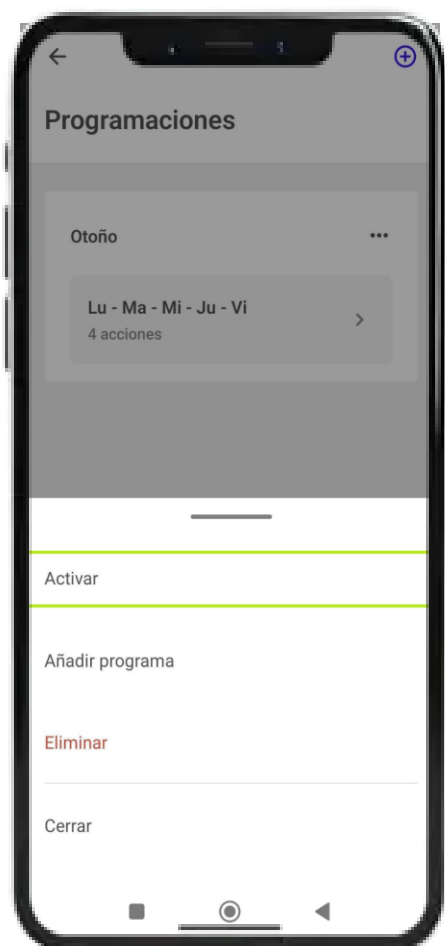 Programaciones
Otoño
Lu - Ma - Mi - Ju - Vi
4 acciones
Activar
Añadir programa
Eliminar
Cerrar